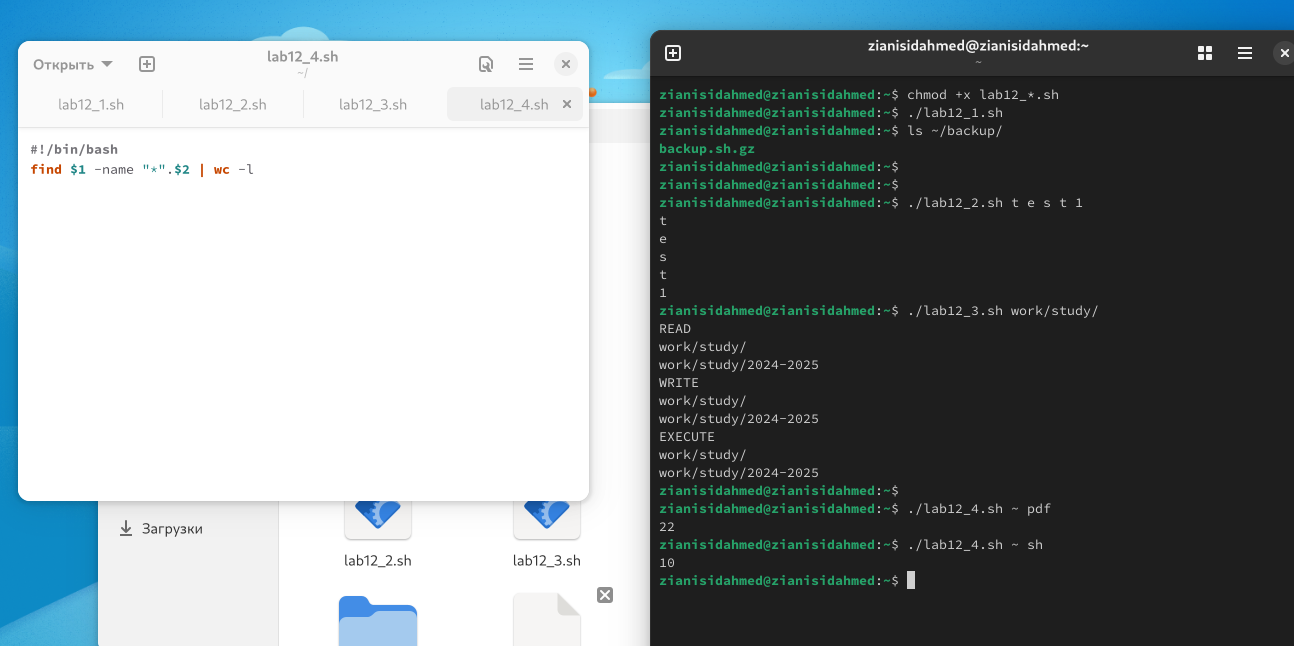 Открыть
lab12_4.sh
~/
lab12_1.sh
lab12_2.sh
lab12_3.sh
lab12_4.sh
#!/bin/bash
find $1 -name "*".$2 | wc -l
Загрузки
lab12_2.sh
lab12_3.sh
zianisidahmed@zianisidahmed:~
~
zianisidahmed@zianisidahmed:~$ chmod +x lab12_*.sh
zianisidahmed@zianisidahmed:~$ ./lab12_1.sh
zianisidahmed@zianisidahmed:~$ ls ~/backup/
backup.sh.gz
zianisidahmed@zianisidahmed:~$
zianisidahmed@zianisidahmed:~$
zianisidahmed@zianisidahmed:~$ ./lab12_2.sh t e s t 1
t
e
s
t
1
zianisidahmed@zianisidahmed:~$ ./lab12_3.sh work/study/
READ
work/study/
work/study/2024-2025
WRITE
work/study/
work/study/2024-2025
EXECUTE
work/study/
work/study/2024-2025
zianisidahmed@zianisidahmed:~$
zianisidahmed@zianisidahmed:~$ ./lab12_4.sh ~ pdf
22
zianisidahmed@zianisidahmed:~$ ./lab12_4.sh ~ sh
10
zianisidahmed@zianisidahmed:~$